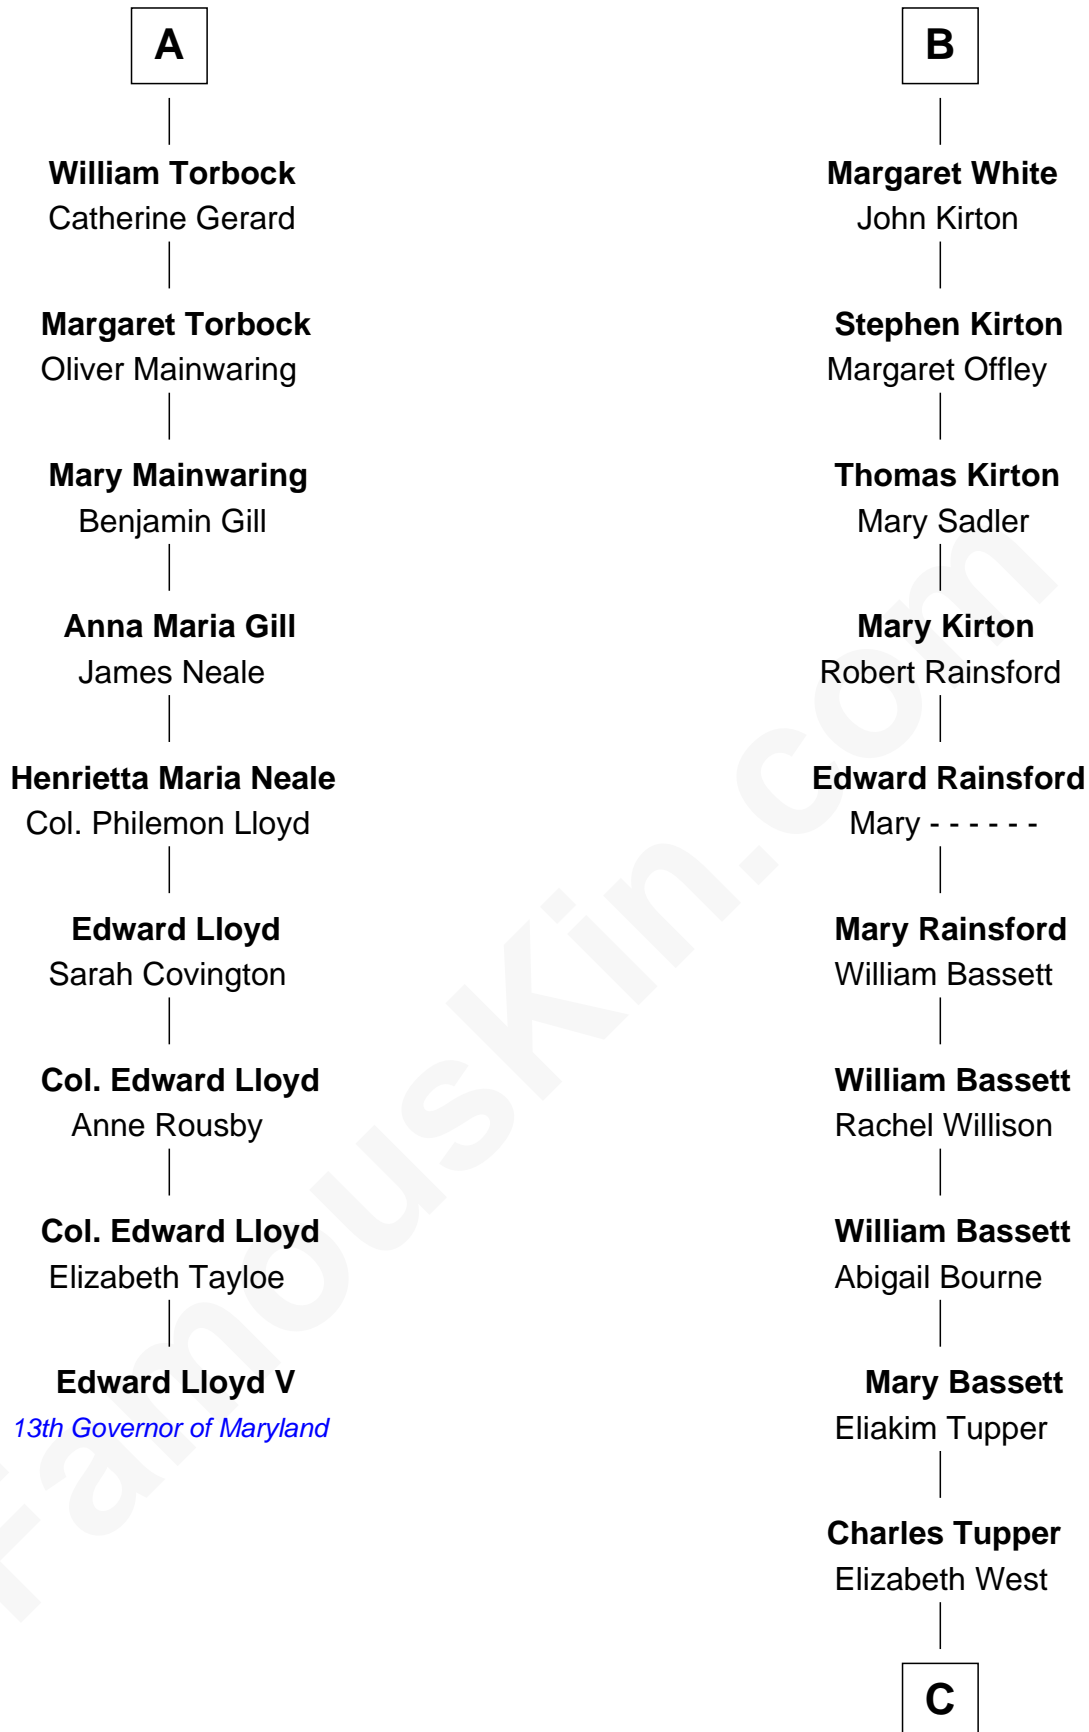 A
William Torbock
Catherine Gerard
Margaret Torbock
Oliver Mainwaring
Mary Mainwaring
Benjamin Gill
Anna Maria Gill
James Neale
Henrietta Maria Neale
Col. Philemon Lloyd
Edward Lloyd
Sarah Covington
Col. Edward Lloyd
Anne Rousby
Col. Edward Lloyd
Elizabeth Tayloe
Edward Lloyd V
13th Governor of Maryland
B
Margaret White
John Kirton
Stephen Kirton
Margaret Offley
Thomas Kirton
Mary Sadler
Mary Kirton
Robert Rainsford
Edward Rainsford
Mary - - - - - -
Mary Rainsford
William Bassett
William Bassett
Rachel Willison
William Bassett
Abigail Bourne
Mary Bassett
Eliakim Tupper
Charles Tupper
Elizabeth West
C
FamousKin.com